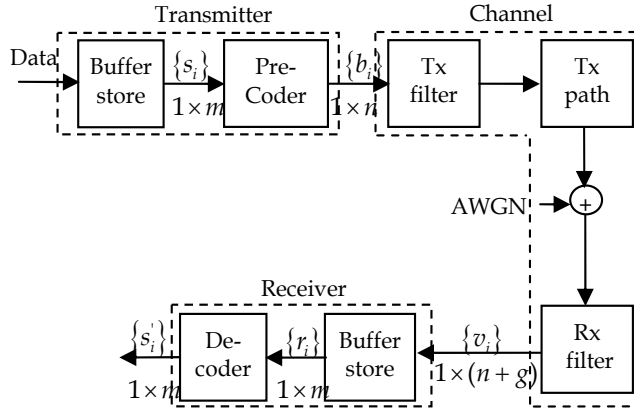 Transmitter
Channel
Data
Buffer
store
{s_i}
1×m
Pre-
Coder
{b_i}
1×n
Tx
filter
Tx
path
AWGN
+
Receiver
{s_i'}
1×m
De-
coder
{r_i}
1×m
Buffer
store
{v_i}
1×(n+g)
Rx
filter